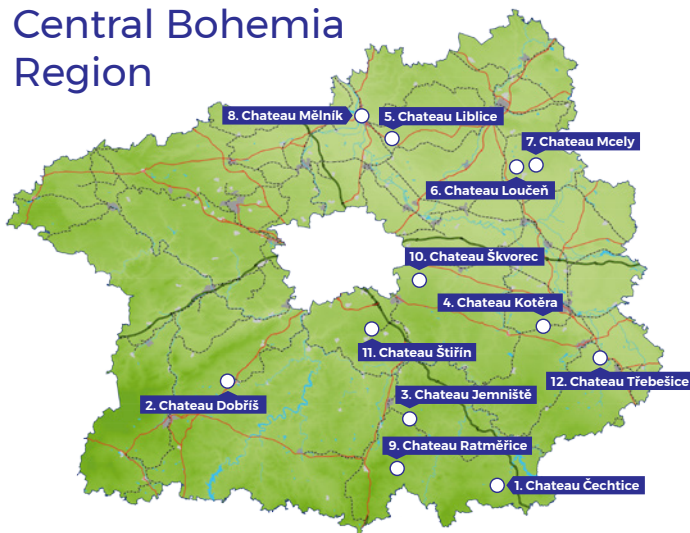 Central Bohemia
Region
8. Chateau Mělník
5. Chateau Liblice
7. Chateau Mcely
6. Chateau Loučeň
10. Chateau Škvorec
4. Chateau Kotěra
11. Chateau Štiřín
12. Chateau Třebešice
3. Chateau Jemniště
2. Chateau Dobříš
9. Chateau Ratměřice
1. Chateau Čechtice